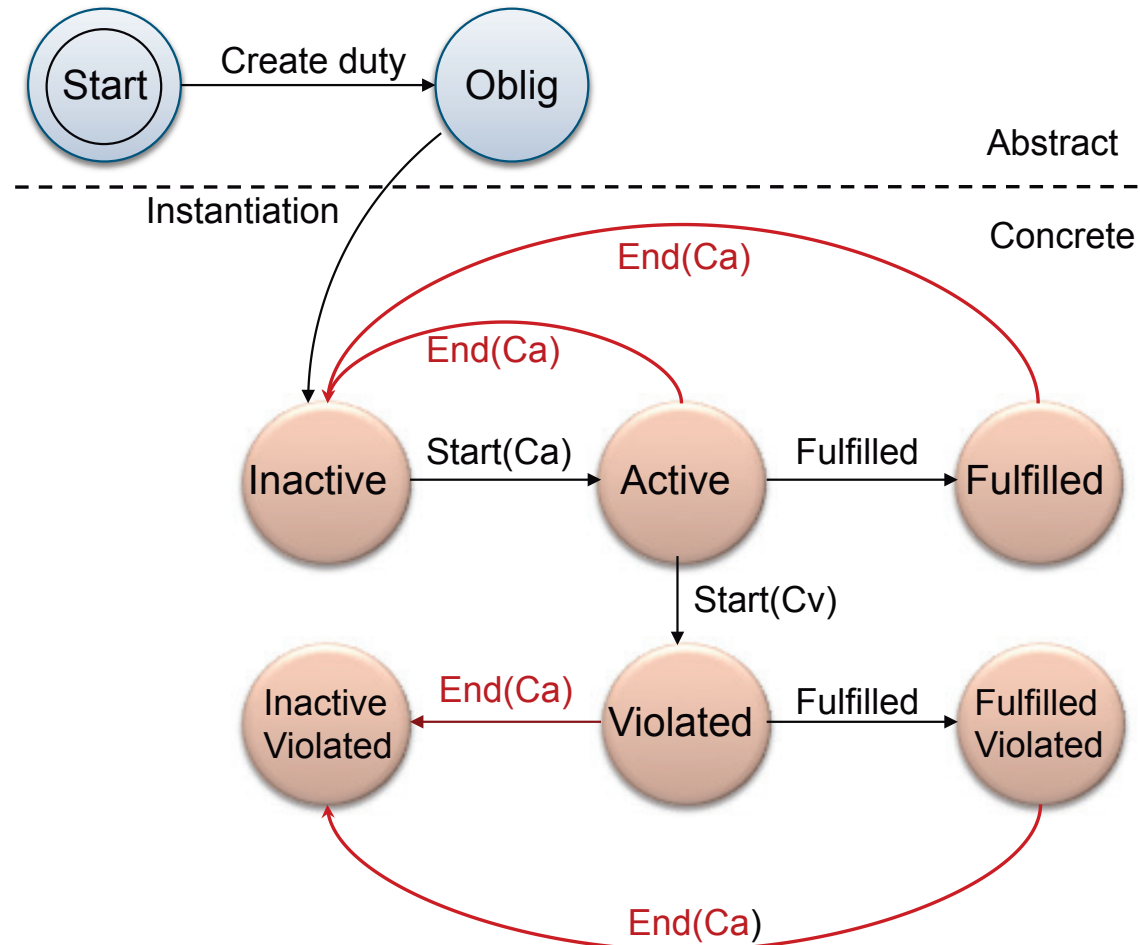 Start
Create duty
Oblig
Abstract
Instantiation
Concrete
End(Ca)
End(Ca)
Inactive
Start(Ca)
Active
Fulfilled
Fulfilled
Start(Cv)
Inactive
Violated
End(Ca)
Violated
Fulfilled
Fulfilled
Violated
End(Ca)